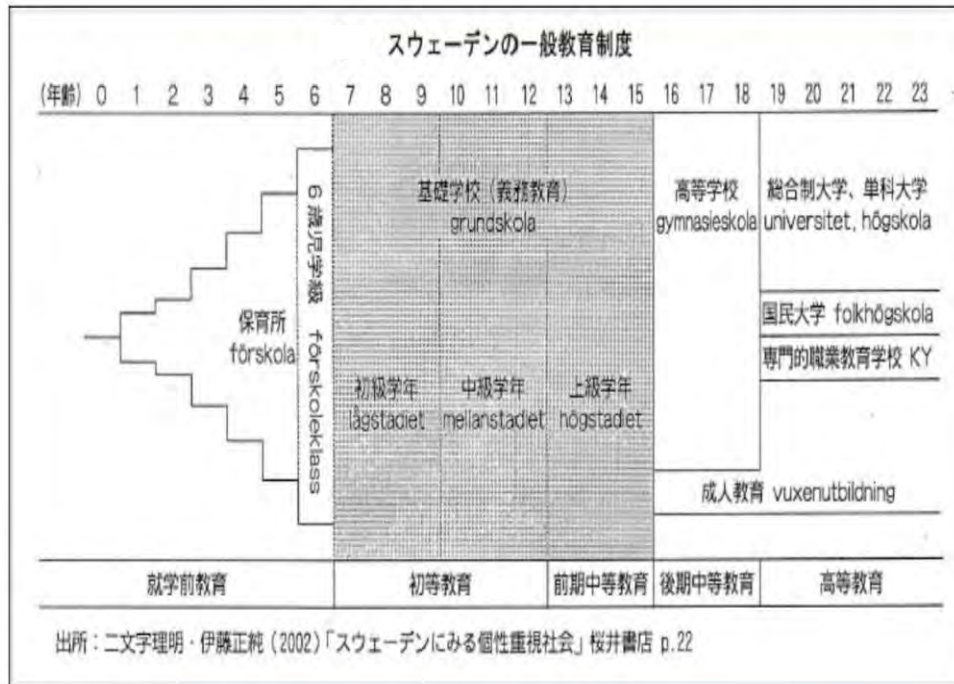 スウェーデンの一般教育制度
(年齢) 0 1 2 3 4 5 6 7 8 9 10 11 12 13 14 15 16 17 18 19 20 21 22 23
基礎学校(義務教育)
grundskola
高等学校
gymnasieskola
総合制大学、単科大学
universitet, högskola
6歳児学級 förskoleklass
保育所
förskola
国民大学 folkhögskola
専門的職業教育学校 KY
初級学年
lågstadiet
中級学年
mellanstadiet
上級学年
högstadiet
成人教育 vuxenutbildning
就学前教育
初等教育
前期中等教育
後期中等教育
高等教育
出所:二文字理明・伊藤正純(2002)「スウェーデンにみる個性重視社会」桜井書店 p.22